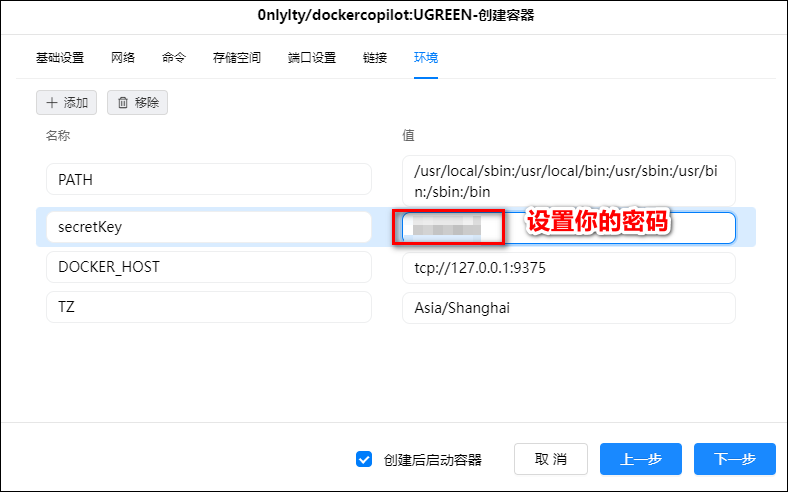 0nlylty/dockercopilot:UGREEN-创建容器
基础设置 网络 命令 存储空间 端口设置 链接 环境
添加 移除
名称 值
PATH /usr/local/sbin:/usr/local/bin:/usr/sbin:/usr/bi
n:/sbin:/bin
secretKey 设置你的密码
DOCKER_HOST tcp://127.0.0.1:9375
TZ Asia/Shanghai
创建后启动容器 取消 上一步 下一步